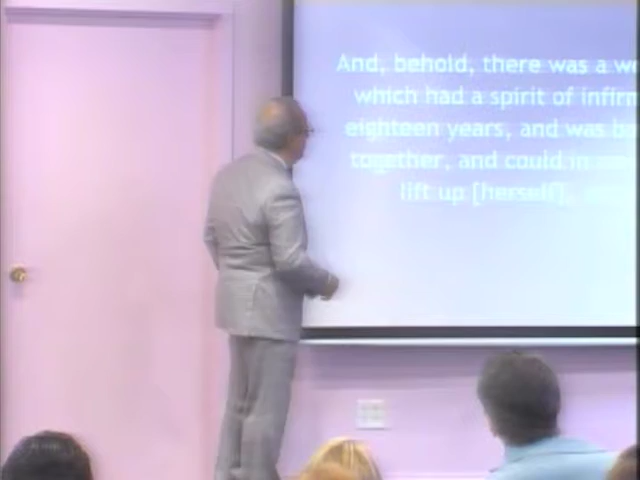 And, behold, there was a
which had a spirit of
eighteen years, and was
together, and could in
lift up [herself],